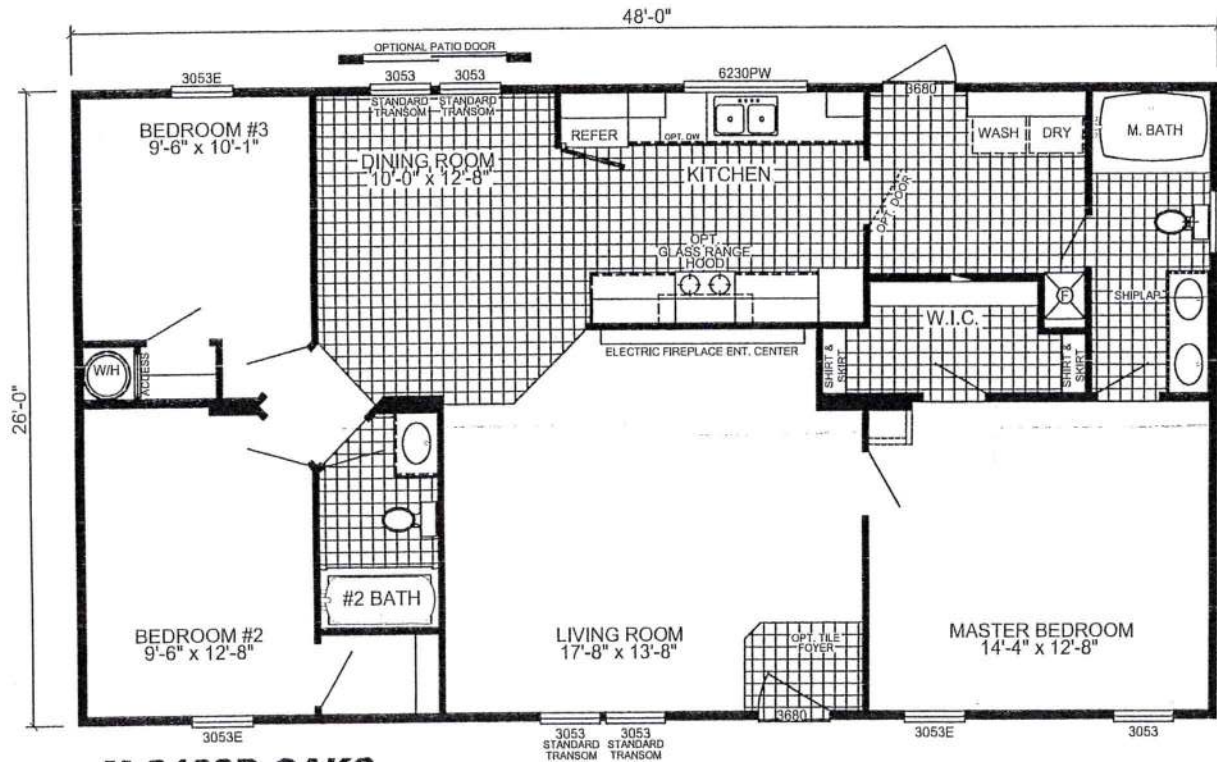 48'-0"
OPTIONAL PATIO DOOR
3053E
3053
3053
6230PW
3680
STANDARD
TRANSOM
STANDARD
TRANSOM
BEDROOM #3
9'-6" x 10'-1"
DINING ROOM
10'-0" x 12'-8"
REFER
OPT. DW
KITCHEN
WASH
DRY
M. BATH
OPT. DOOR
OPT.
GLASS RANGE
HOOD
F
SHIPLAP
W.I.C.
26'-0"
W/H
ACCESS
ELECTRIC FIREPLACE ENT. CENTER
SHIRT &
SKIRT
SHIRT &
SKIRT
#2 BATH
BEDROOM #2
9'-6" x 12'-8"
LIVING ROOM
17'-8" x 13'-8"
OPT. TILE
FOYER
MASTER BEDROOM
14'-4" x 12'-8"
3053E
3053
STANDARD
TRANSOM
3053
STANDARD
TRANSOM
3680
3053E
3053
OAKS